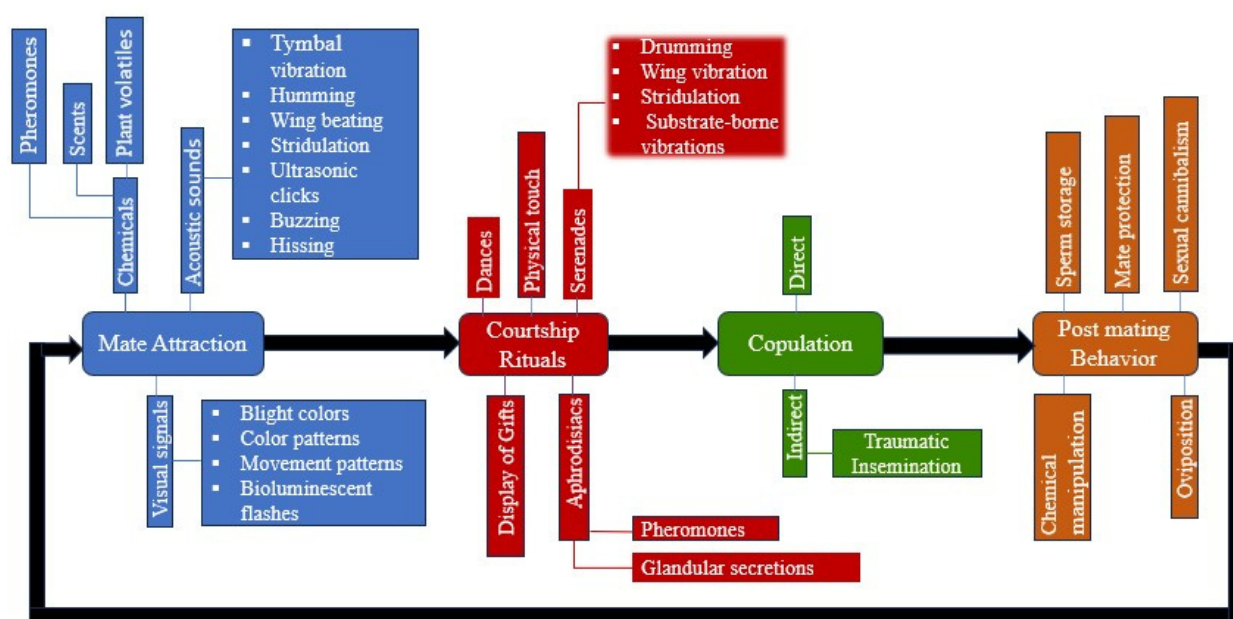 Pheromones
Scents
Plant volatiles
Chemicals
Acoustic sounds
▪ Tymbal
vibration
▪ Humming
▪ Wing beating
▪ Stridulation
▪ Ultrasonic
clicks
▪ Buzzing
▪ Hissing
Mate Attraction
Visual signals
▪ Blight colors
▪ Color patterns
▪ Movement patterns
▪ Bioluminescent
flashes
▪ Drumming
▪ Wing vibration
▪ Stridulation
▪ Substrate-borne
vibrations
Dances
Physical touch
Serenades
Courtship
Rituals
Display of Gifts
Aphrodisiacs
Pheromones
Glandular secretions
Direct
Copulation
Indirect
Traumatic
Insemination
Sperm storage
Mate protection
Sexual cannibalism
Post mating
Behavior
Chemical
manipulation
Oviposition